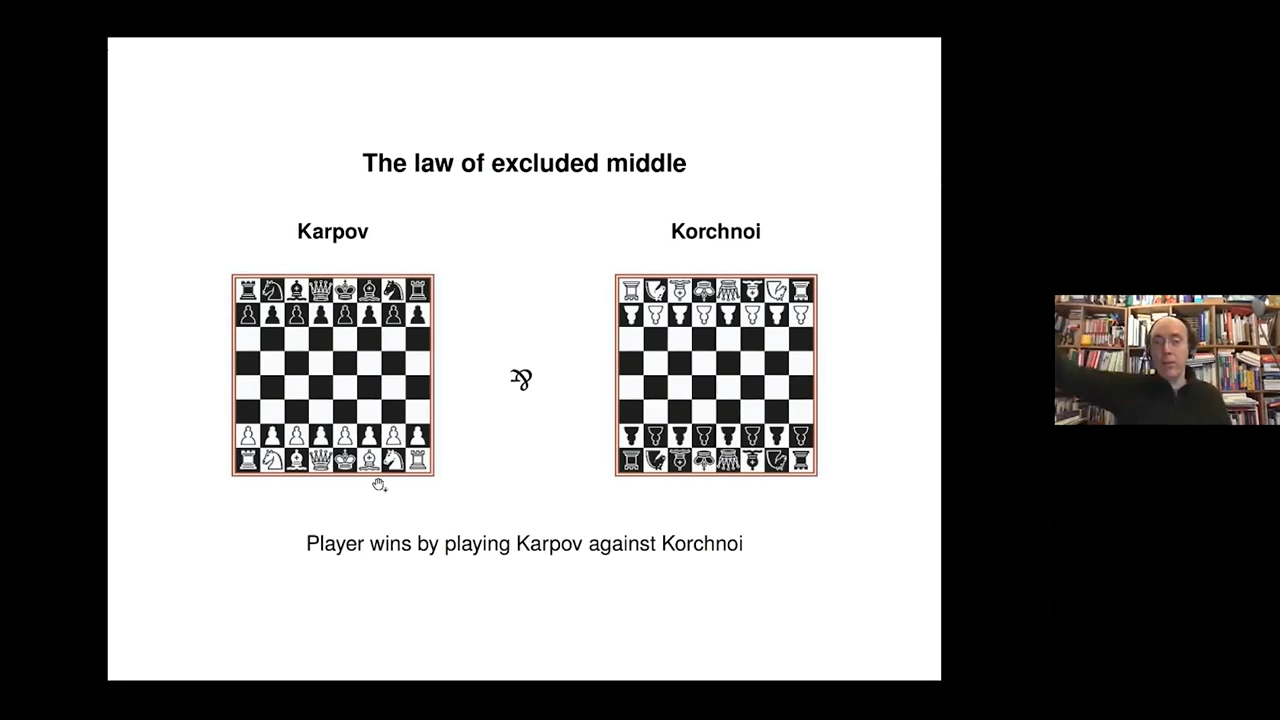 The law of excluded middle
Karpov
Korchnoi
⅋
Player wins by playing Karpov against Korchnoi